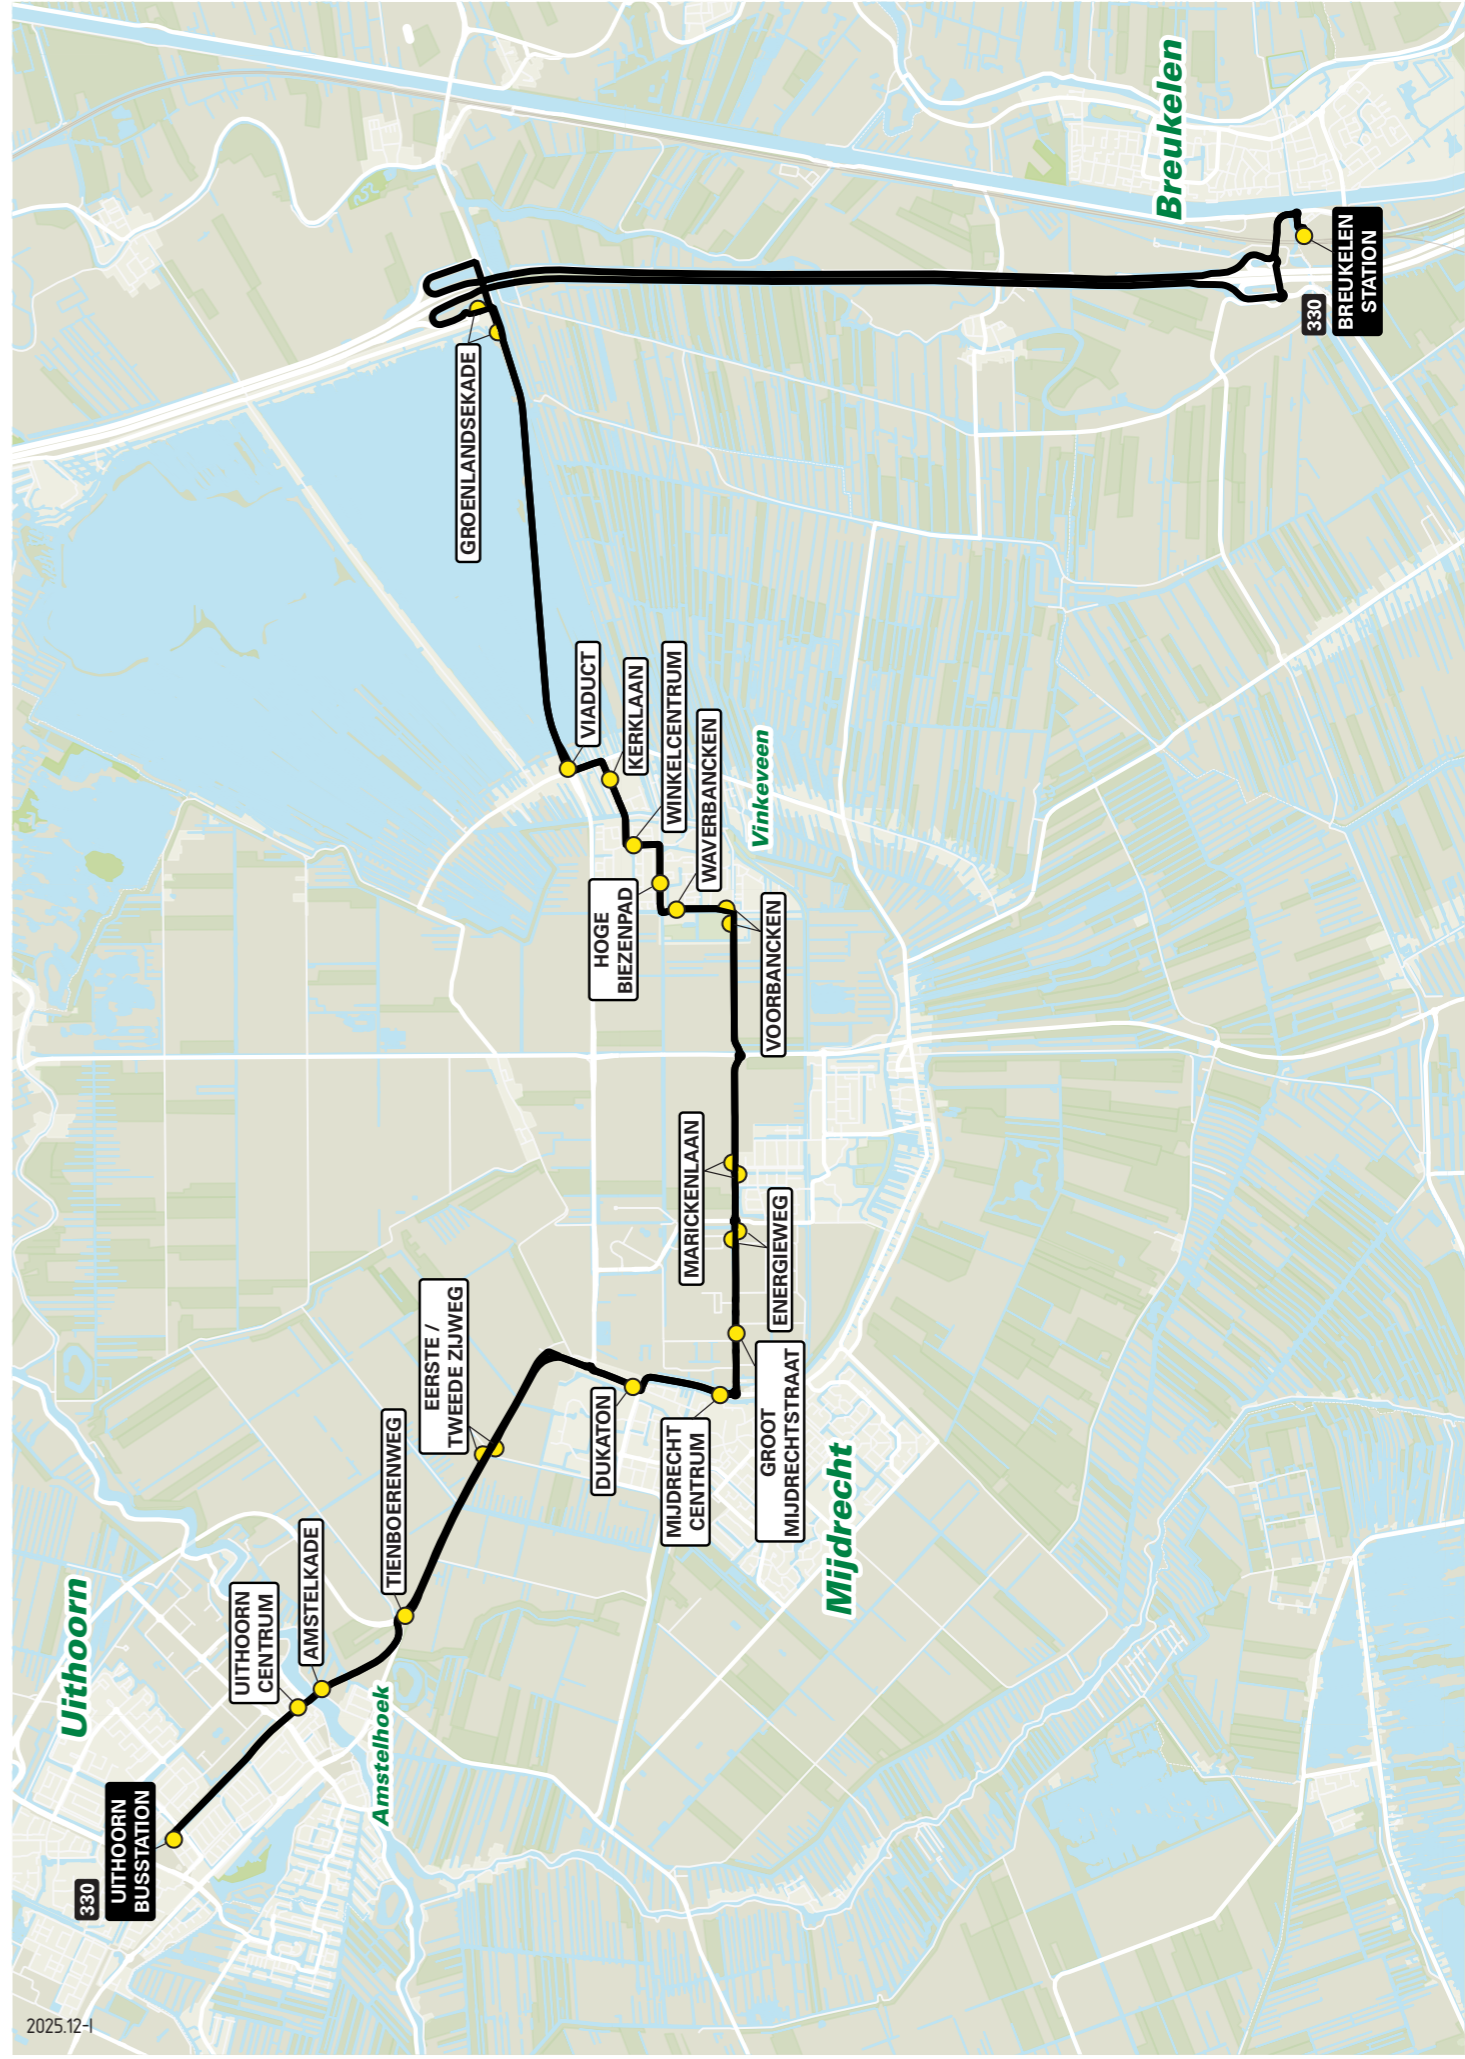 330
UITHOORN
BUSSTATION
Uithoorn
UITHOORN
CENTRUM
AMSTELKADE
Amstelhoek
TIENBOERENWEG
EERSTE /
TWEEDE ZIJWEG
DUKATON
MIJDRECHT
CENTRUM
GROOT
MIJDRECHTSTRAAT
Mijdrecht
ENERGIEWEG
MARICKENLAAN
VOORBANCKEN
HOGE
BIEZENPAD
WAVERBANCKEN
WINKELCENTRUM
KERKLAAN
VIADUCT
Vinkeveen
GROENLANDSEKADE
Breukelen
330
BREUKELEN
STATION
2025.12-I